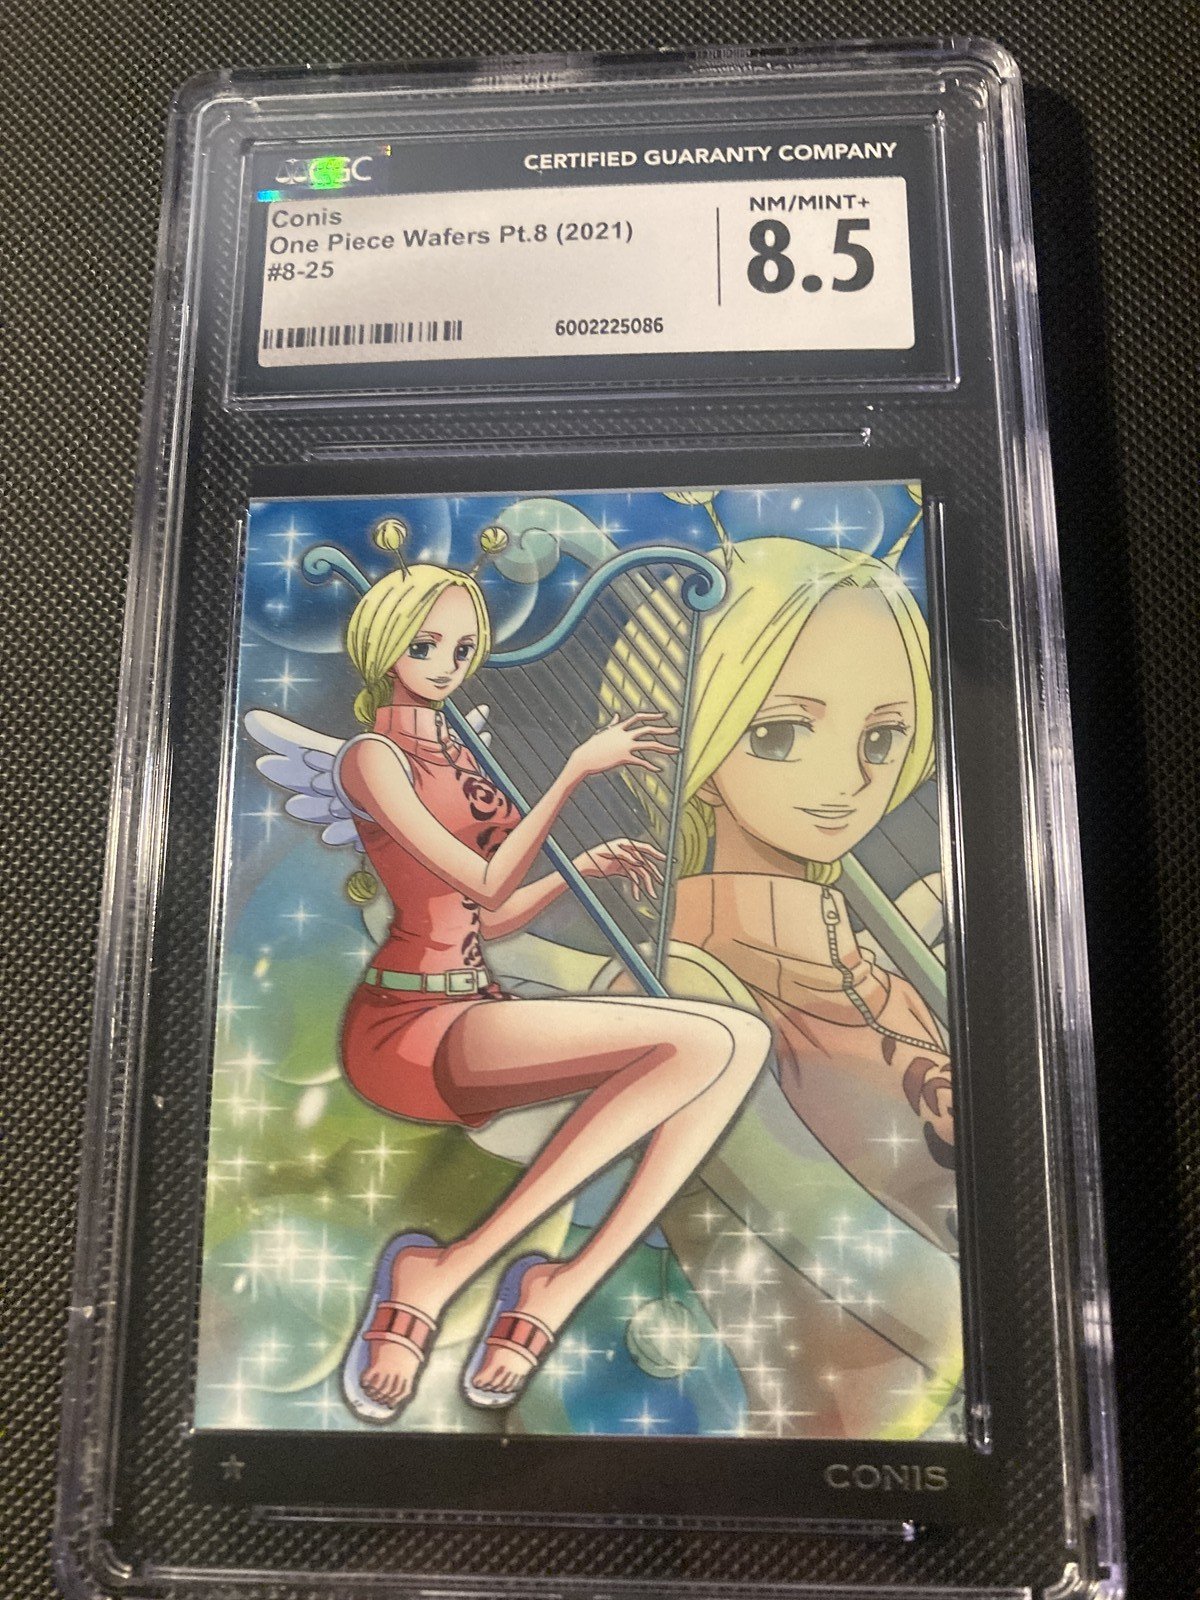 CGC
CERTIFIED GUARANTY COMPANY
Conis
One Piece Wafers Pt.8 (2021)
#8-25
NM/MINT+
8.5
6002225086
CONIS